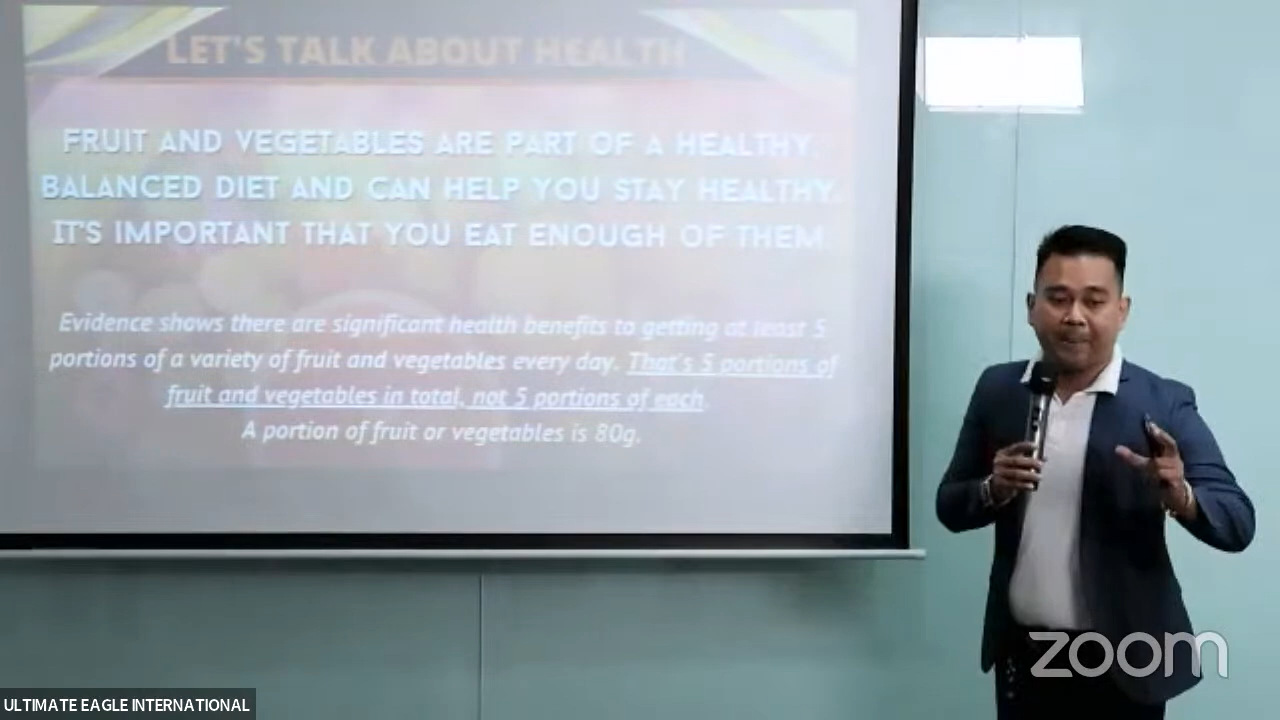 LET'S TALK ABOUT HEALTH
FRUIT AND VEGETABLES ARE PART OF A HEALTHY,
BALANCED DIET AND CAN HELP YOU STAY HEALTHY.
IT'S IMPORTANT THAT YOU EAT ENOUGH OF THEM.
Evidence shows there are significant health benefits to getting at least 5
portions of a variety of fruit and vegetables every day. That's 5 portions of
fruit and vegetables in total, not 5 portions of each.
A portion of fruit or vegetables is 80g.
zoom
ULTIMATE EAGLE INTERNATIONAL